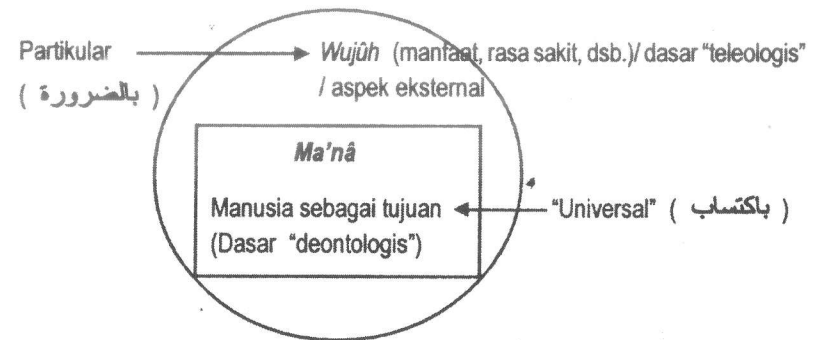 Partikular
( بالضرورة )
Wujûh (manfaat, rasa sakit, dsb.)/ dasar “teleologis”
/ aspek eksternal
Ma’nâ
Manusia sebagai tujuan
(Dasar “deontologis”)
“Universal” ( باكتساب )